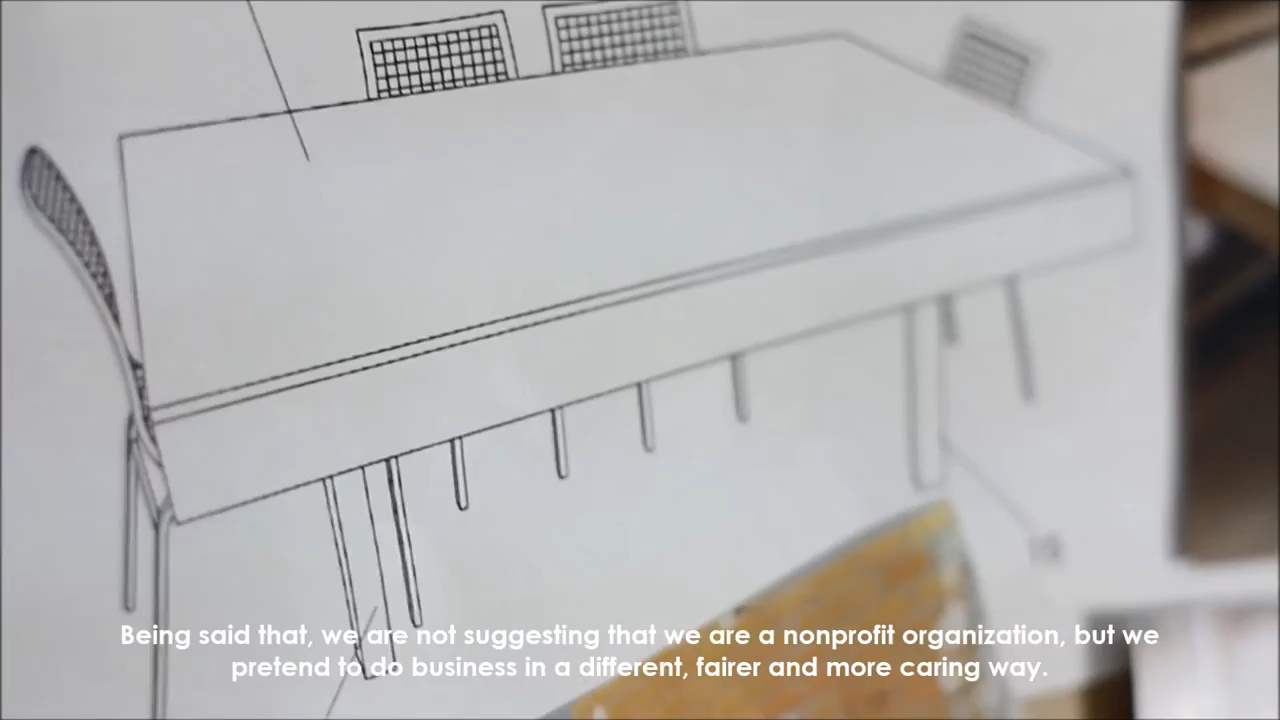 Being said that, we are not suggesting that we are a nonprofit organization, but we
pretend to do business in a different, fairer and more caring way.